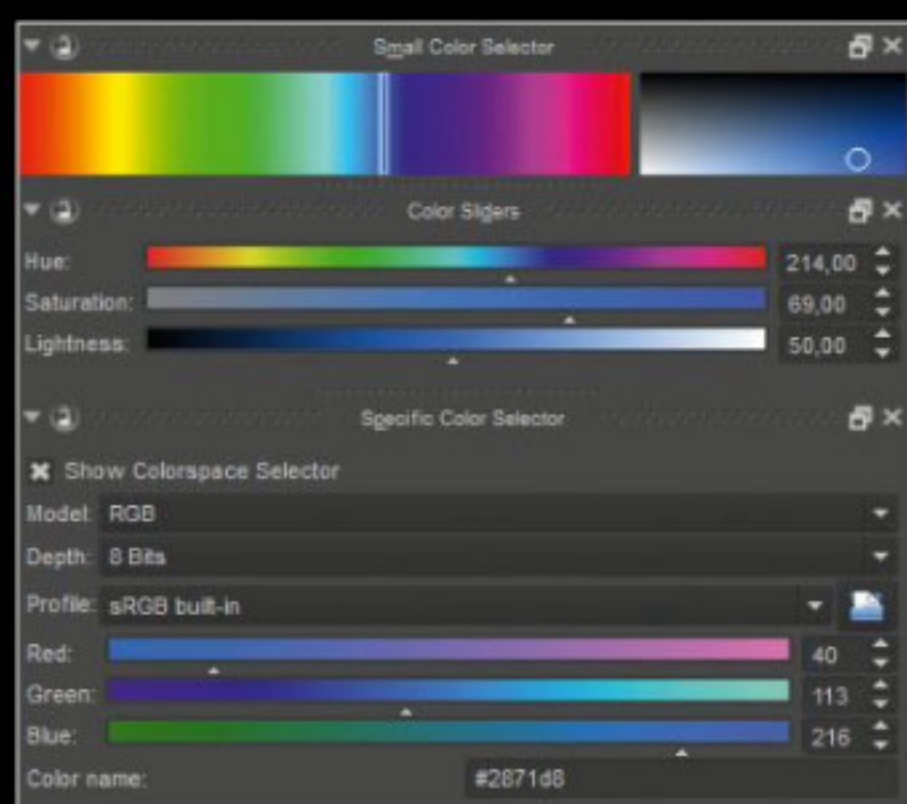 Small Color Selector
Color Sliders
Hue: 214,00
Saturation: 69,00
Lightness: 50,00
Specific Color Selector
Show Colorspace Selector
Model: RGB
Depth: 8 Bits
Profile: sRGB built-in
Red: 40
Green: 113
Blue: 216
Color name: #2871d8